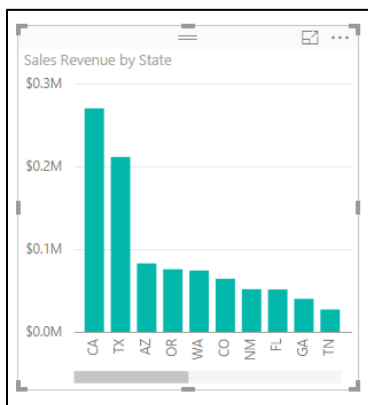 Sales Revenue by State
$0.3M
$0.2M
$0.1M
$0.0M
CA TX AZ OR WA CO NM FL GA TN